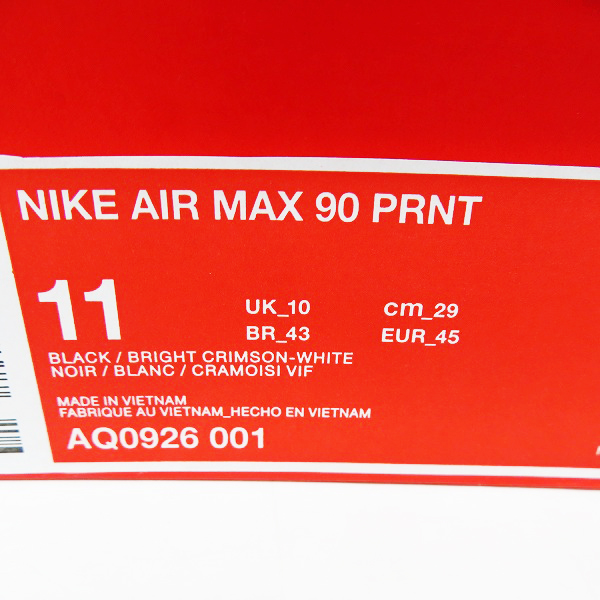 NIKE AIR MAX 90 PRNT
11 UK_10 cm_29
BR_43 EUR_45
BLACK / BRIGHT CRIMSON-WHITE
NOIR / BLANC / CRAMOISI VIF
MADE IN VIETNAM
FABRIQUE AU VIETNAM_HECHO EN VIETNAM
AQ0926 001